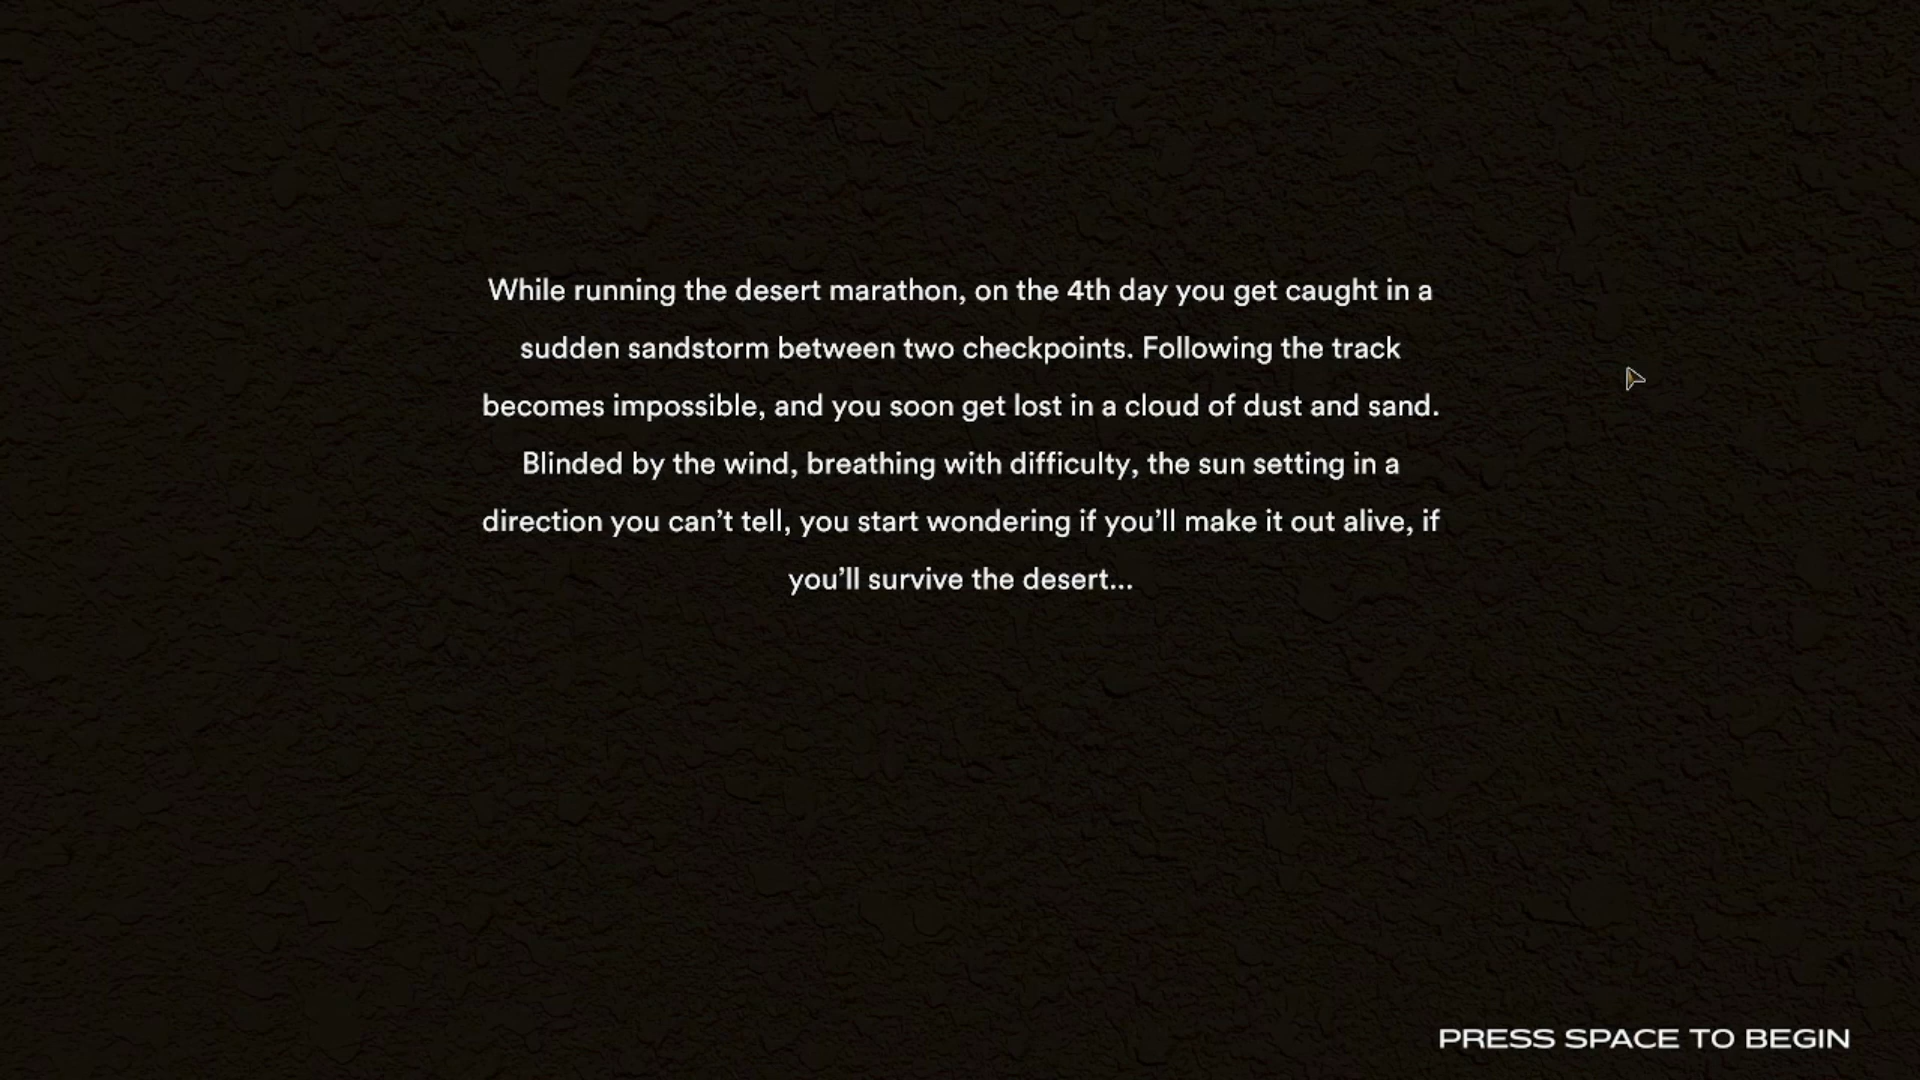 While running the desert marathon, on the 4th day you get caught in a
sudden sandstorm between two checkpoints. Following the track
becomes impossible, and you soon get lost in a cloud of dust and sand.
Blinded by the wind, breathing with difficulty, the sun setting in a
direction you can’t tell, you start wondering if you’ll make it out alive, if
you’ll survive the desert...
PRESS SPACE TO BEGIN